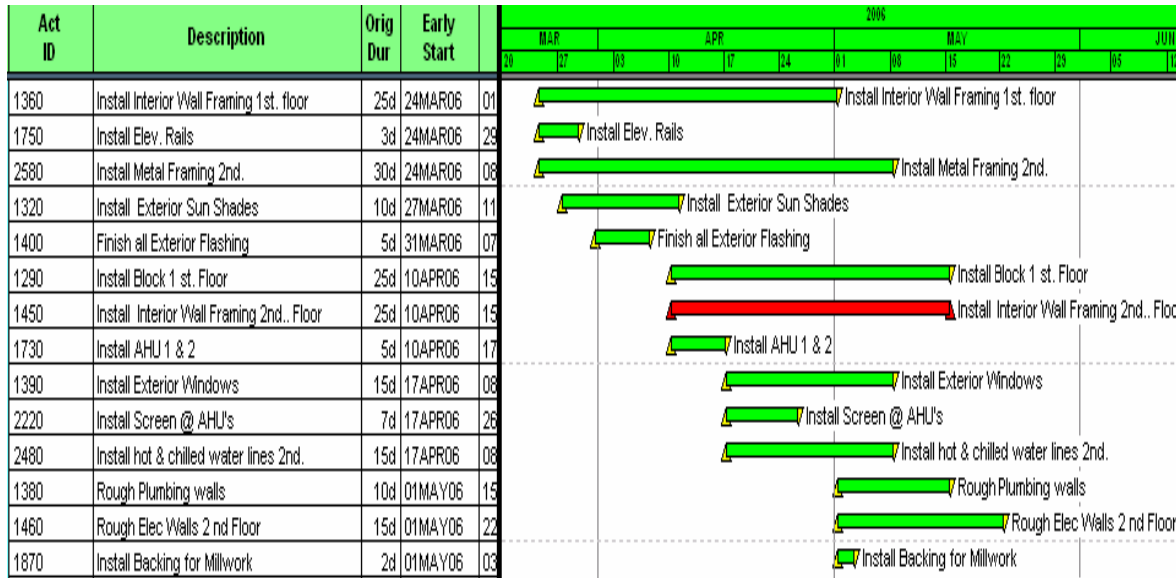 Act ID Description Orig Dur Early Start
2006
MAR APR MAY JUN
20 27 03 10 17 24 01 08 15 22 29 05 12
1360 Install Interior Wall Framing 1st. floor 25d 24MAR06 01 Install Interior Wall Framing 1st. floor
1750 Install Elev. Rails 3d 24MAR06 29 Install Elev. Rails
2580 Install Metal Framing 2nd. 30d 24MAR06 08 Install Metal Framing 2nd.
1320 Install Exterior Sun Shades 10d 27MAR06 11 Install Exterior Sun Shades
1400 Finish all Exterior Flashing 5d 31MAR06 07 Finish all Exterior Flashing
1290 Install Block 1 st. Floor 25d 10APR06 15 Install Block 1 st. Floor
1450 Install Interior Wall Framing 2nd.. Floor 25d 10APR06 15 Install Interior Wall Framing 2nd.. Floo
1730 Install AHU 1 & 2 5d 10APR06 17 Install AHU 1 & 2
1390 Install Exterior Windows 15d 17APR06 08 Install Exterior Windows
2220 Install Screen @ AHU's 7d 17APR06 26 Install Screen @ AHU's
2480 Install hot & chilled water lines 2nd. 15d 17APR06 08 Install hot & chilled water lines 2nd.
1380 Rough Plumbing walls 10d 01MAY06 15 Rough Plumbing walls
1460 Rough Elec Walls 2 nd Floor 15d 01MAY06 22 Rough Elec Walls 2 nd Floor
1870 Install Backing for Millwork 2d 01MAY06 03 Install Backing for Millwork